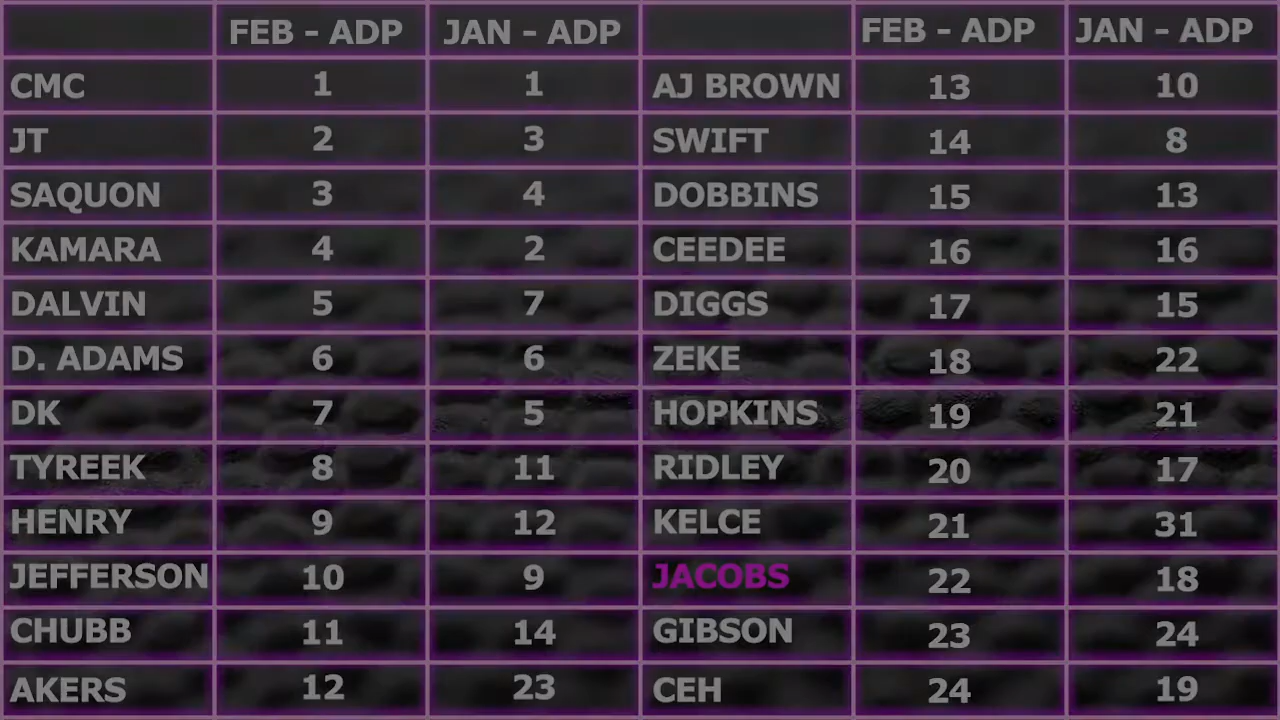 FEB - ADP JAN - ADP FEB - ADP JAN - ADP
CMC 1 1 AJ BROWN 13 10
JT 2 3 SWIFT 14 8
SAQUON 3 4 DOBBINS 15 13
KAMARA 4 2 CEEDEE 16 16
DALVIN 5 7 DIGGS 17 15
D. ADAMS 6 6 ZEKE 18 22
DK 7 5 HOPKINS 19 21
TYREEK 8 11 RIDLEY 20 17
HENRY 9 12 KELCE 21 31
JEFFERSON 10 9 JACOBS 22 18
CHUBB 11 14 GIBSON 23 24
AKERS 12 23 CEH 24 19